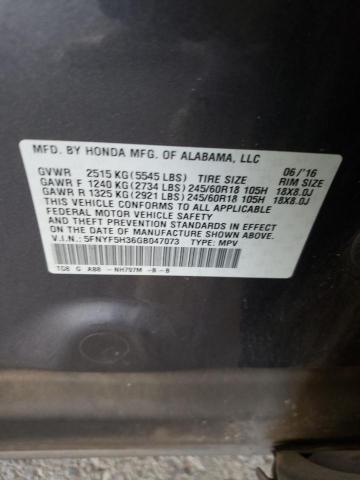 MFD. BY HONDA MFG. OF ALABAMA, LLC
GVWR 2515 KG (5545 LBS) TIRE SIZE 06/'16 RIM SIZE
GAWR F 1240 KG (2734 LBS) 245/60R18 105H 18X8.0J
GAWR R 1325 KG (2921 LBS) 245/60R18 105H 18X8.0J
THIS VEHICLE CONFORMS TO ALL APPLICABLE
FEDERAL MOTOR VEHICLE SAFETY AND
THEFT PREVENTION STANDARDS IN EFFECT ON
THE DATE OF MANUFACTURE SHOWN ABOVE.
V.I.N.: 5FNYF5H36GB047073 TYPE: MPV
TG8 G ABB -NH797M -B-B